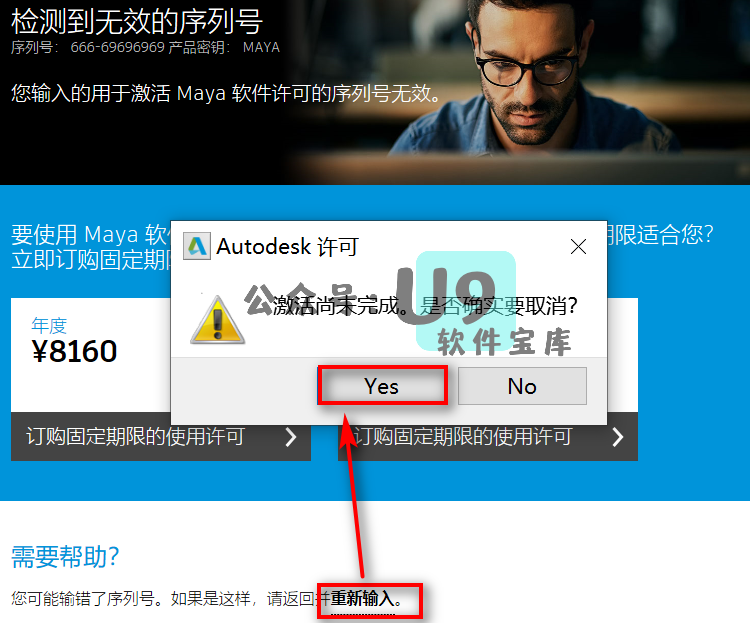 检测到无效的序列号
序列号： 666-69696969 产品密钥： MAYA
您输入的用于激活 Maya 软件许可的序列号无效。
要使用 Maya 软
期限适合您？
立即订购固定期
Autodesk 许可
激活尚未完成。是否确实要取消？
公众号：U9
软件宝库
Yes
No
年度
¥8160
订购固定期限的使用许可
订购固定期限的使用许可
需要帮助？
您可能输错了序列号。如果是这样，请返回并重新输入。